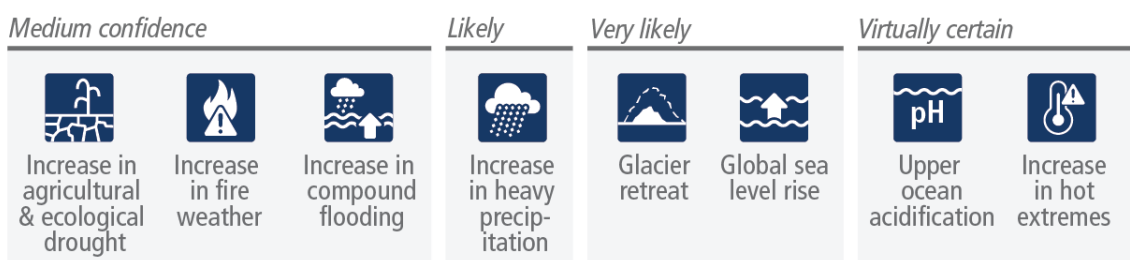 Medium confidence
Likely
Very likely
Virtually certain
pH
Increase in
agricultural
& ecological
drought
Increase
in fire
weather
Increase in
compound
flooding
Increase
in heavy
precip-
itation
Glacier
retreat
Global sea
level rise
Upper
ocean
acidification
Increase
in hot
extremes